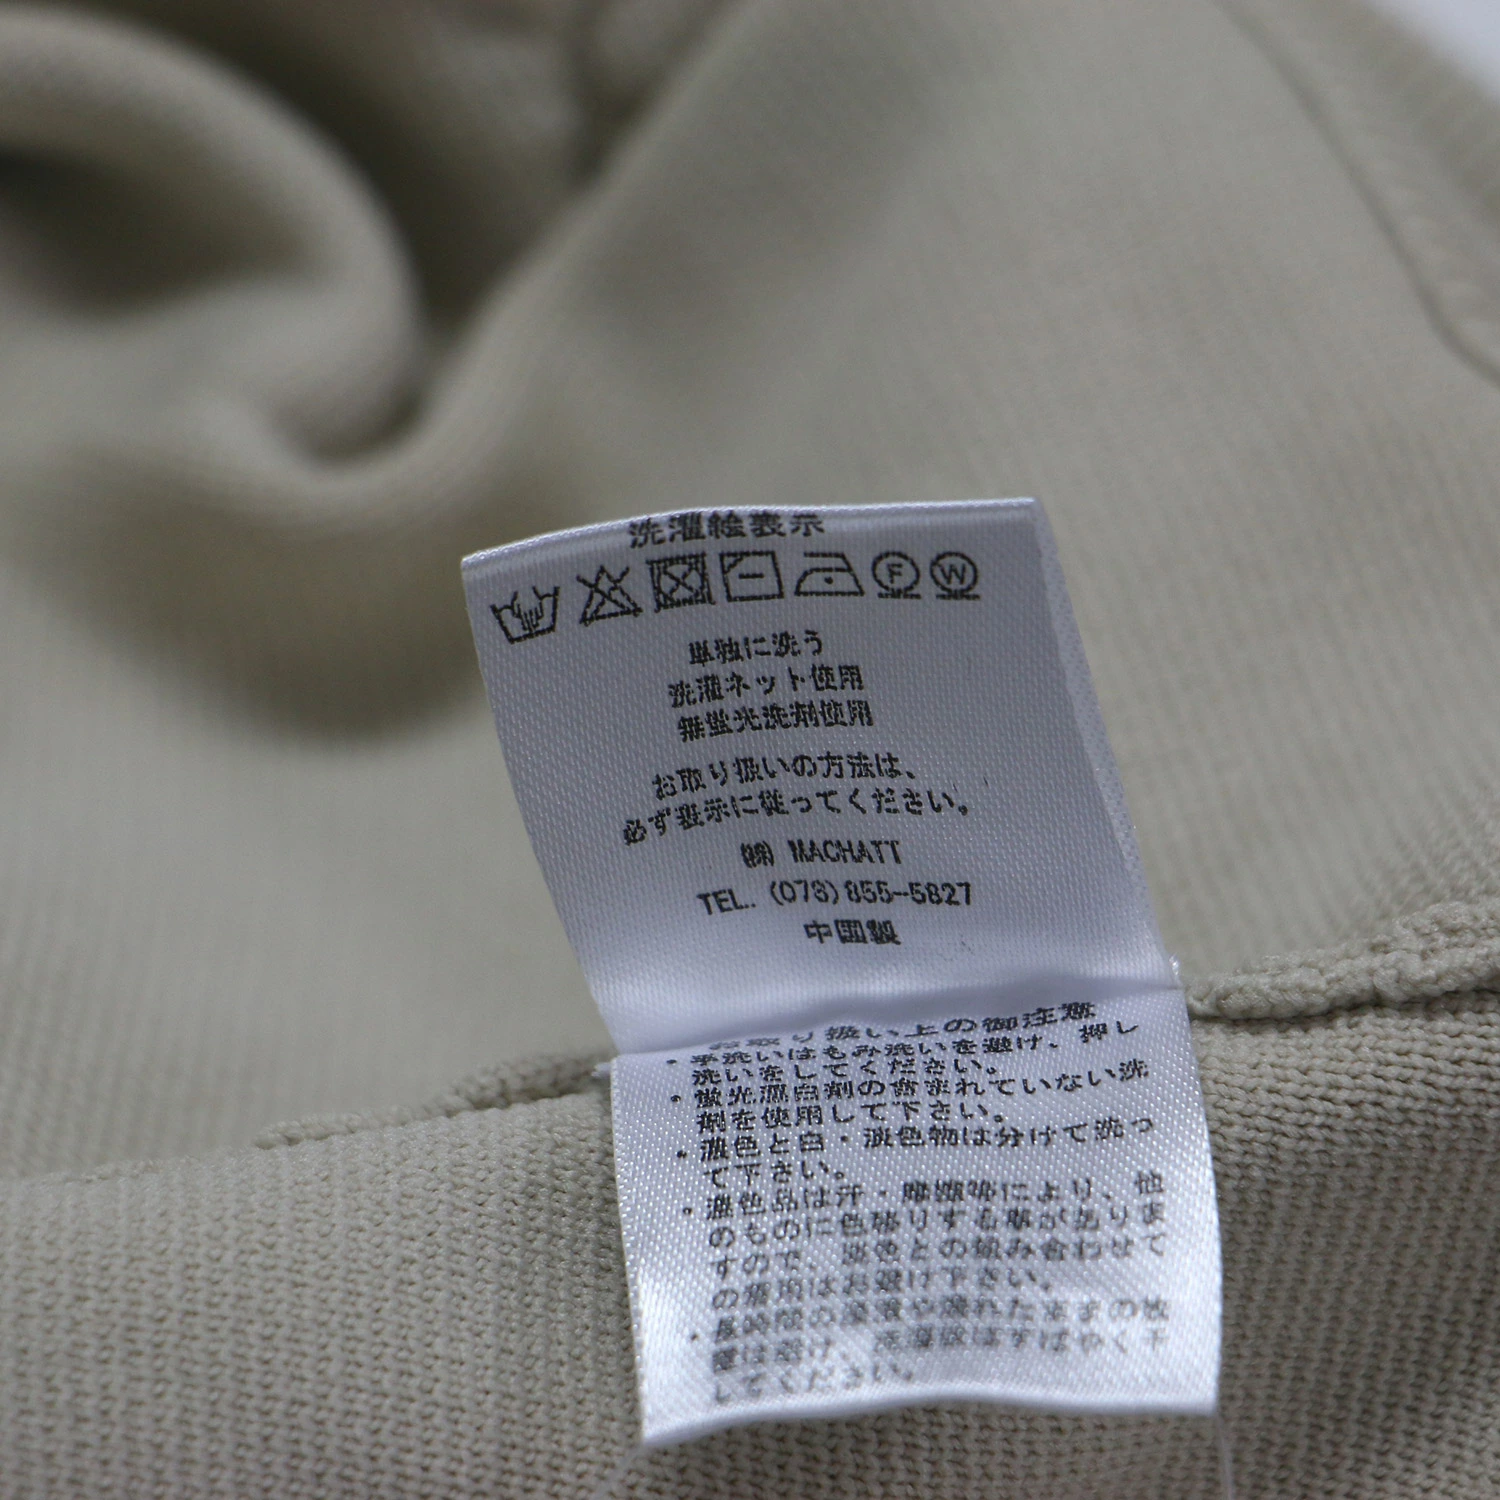 洗濯絵表示
F W
単独に洗う
洗濯ネット使用
無蛍光洗剤使用
お取り扱いの方法は、
必ず表示に従ってください。
㈱ MACHATT
TEL. (078)855-5827
中国製
お取り扱い上の御注意
・手洗いはもみ洗いを避け、押し
洗いをしてください。
・蛍光漂白剤の含まれていない洗
剤を使用して下さい。
・濃色と白・淡色物は分けて洗っ
て下さい。
・濃色品は汗・摩擦等により、他
のものに色移りする事が有りま
すので、淡色との組み合わせて
の着用はお避け下さい。
・長時間の浸漬や濡れたままの放
置は避け、洗濯後はすばやく干
してください。